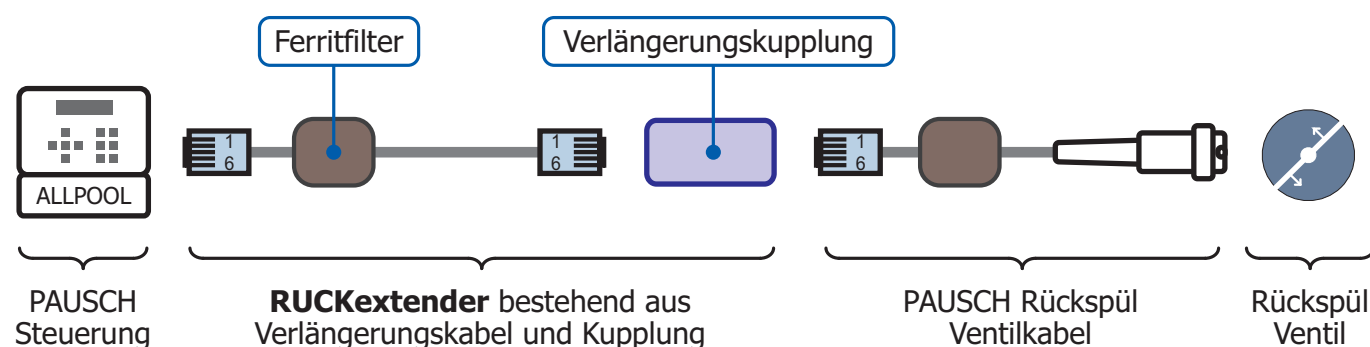 Ferritfilter
Verlängerungskupplung
ALLPOOL
1
6
1
6
1
6
PAUSCH
Steuerung
RUCKextender bestehend aus
Verlängerungskabel und Kupplung
PAUSCH Rückspül
Ventilkabel
Rückspül
Ventil